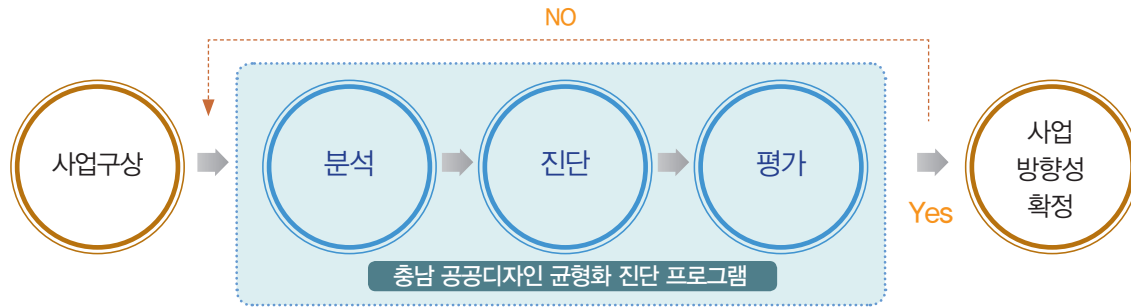 NO
사업구상
분석
진단
평가
사업
방향성
확정
Yes
충남 공공디자인 균형화 진단 프로그램